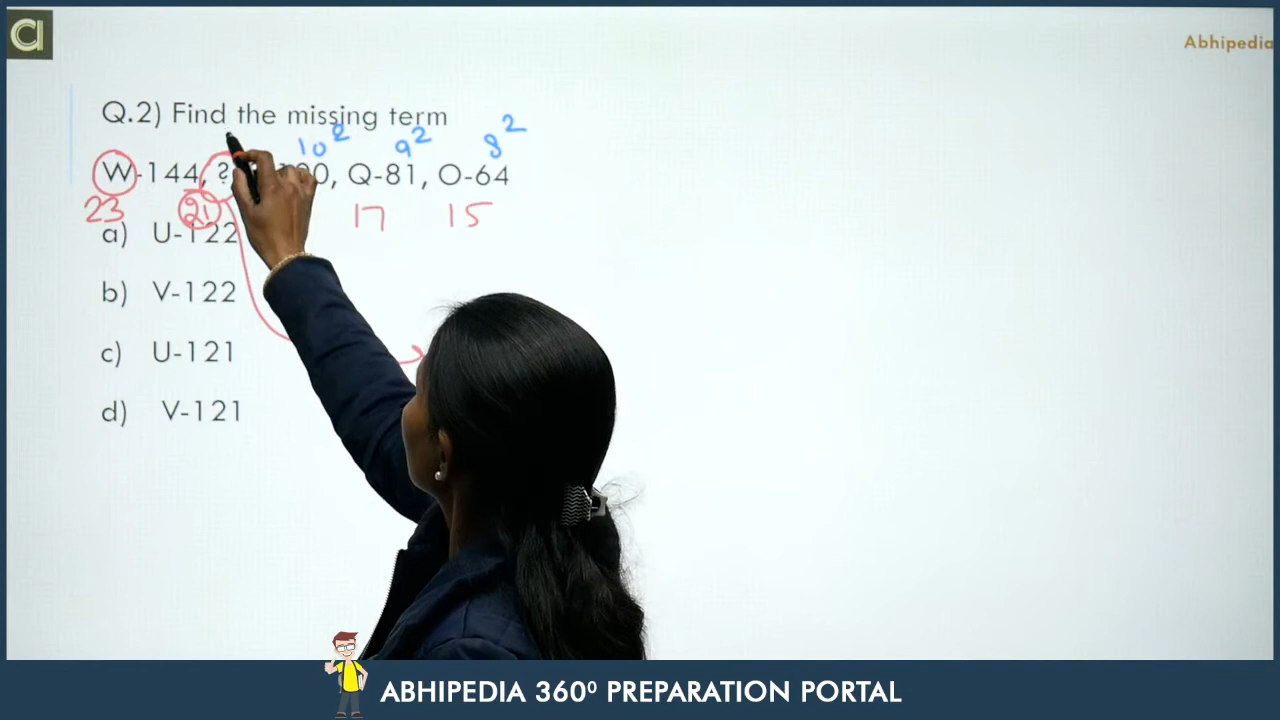 a
Abhipedia
Q.2) Find the missing term
10² 9² 8²
W-144, ? 00, Q-81, O-64
23 21 17 15
a) U-122
b) V-122
c) U-121
d) V-121
ABHIPEDIA 360⁰ PREPARATION PORTAL